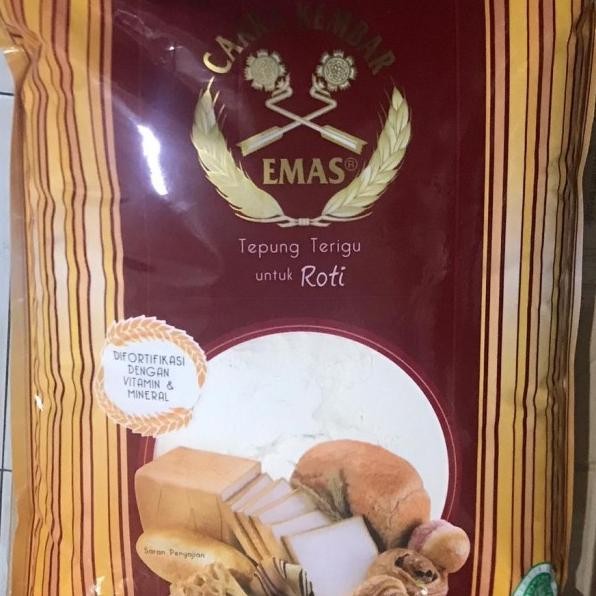 CAKRA KEMBAR
EMAS®
Tepung Terigu
untuk Roti
DIFORTIFIKASI
DENGAN
VITAMIN &
MINERAL
Saran Penyajian